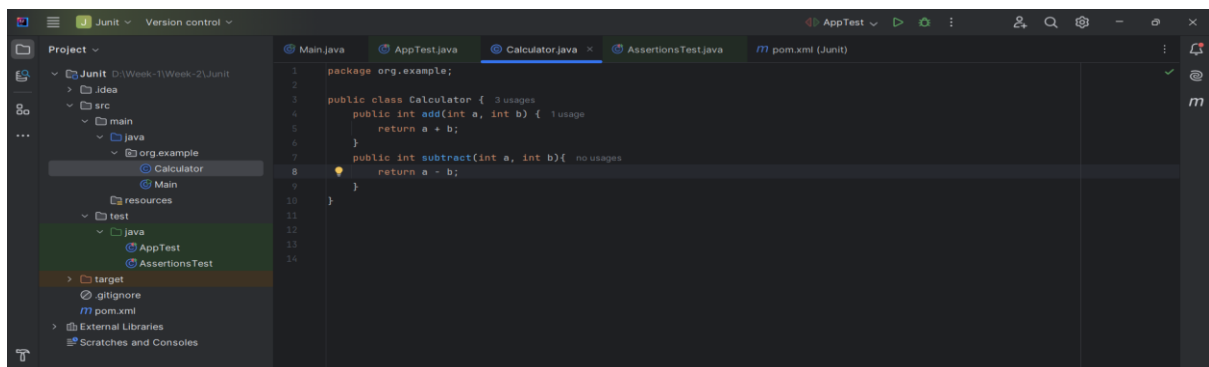 J Junit Version control AppTest
Project
Main.java AppTest.java Calculator.java AssertionsTest.java m pom.xml (Junit)
Junit D:\Week-1\Week-2\Junit
.idea
src
main
java
org.example
Calculator
Main
resources
test
java
AppTest
AssertionsTest
target
.gitignore
m pom.xml
External Libraries
Scratches and Consoles
1 package org.example;
2
3 public class Calculator { 3 usages
4 public int add(int a, int b) { 1 usage
5 return a + b;
6 }
7 public int subtract(int a, int b){ no usages
8 return a - b;
9 }
10 }
11
12
13
14
m